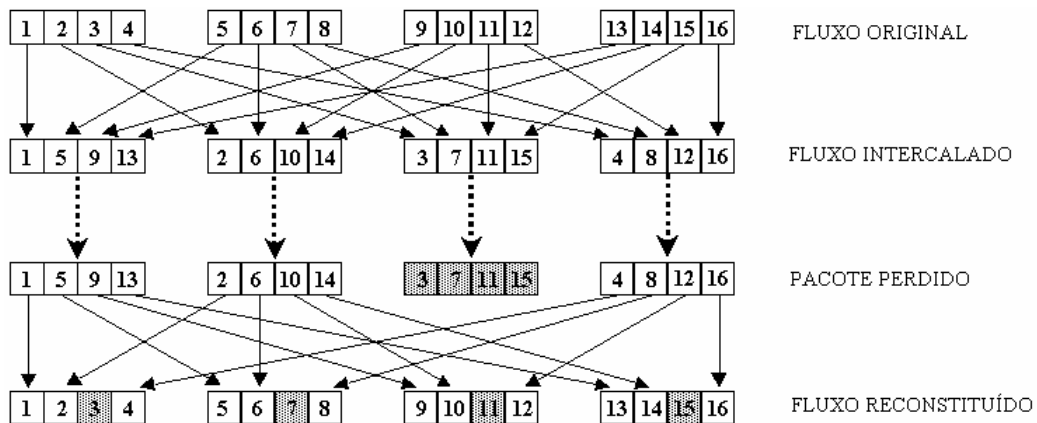 1 2 3 4 5 6 7 8 9 10 11 12 13 14 15 16 FLUXO ORIGINAL
1 5 9 13 2 6 10 14 3 7 11 15 4 8 12 16 FLUXO INTERCALADO
1 5 9 13 2 6 10 14 3 7 11 15 4 8 12 16 PACOTE PERDIDO
1 2 3 4 5 6 7 8 9 10 11 12 13 14 15 16 FLUXO RECONSTITUÍDO